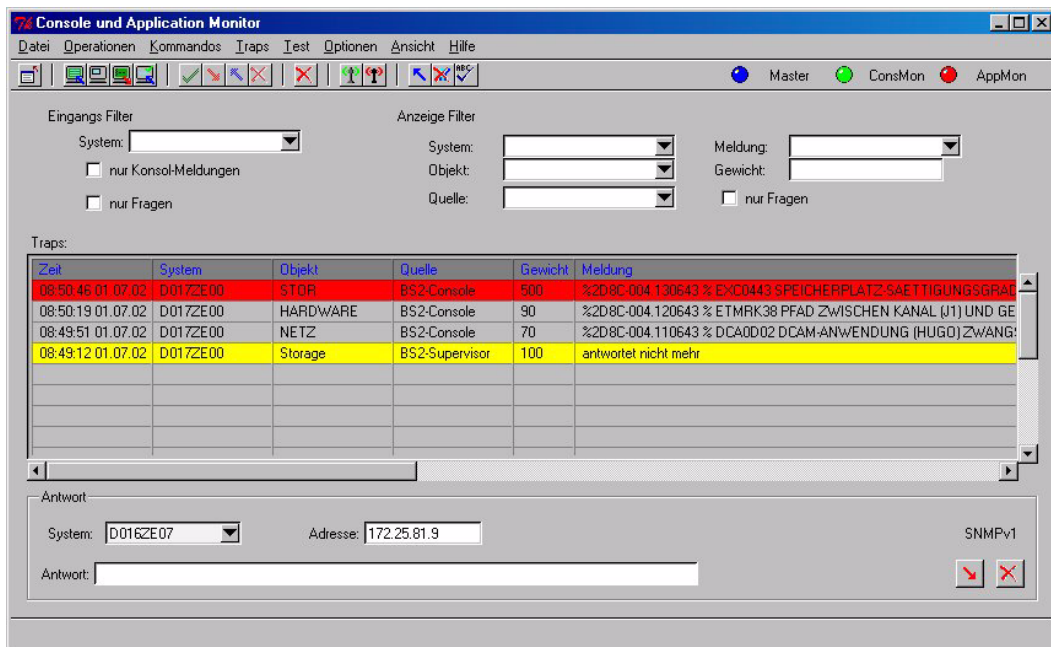 Console und Application Monitor
Datei Operationen Kommandos Traps Test Optionen Ansicht Hilfe
ABC
Master ConsMon AppMon
Eingangs Filter
Anzeige Filter
System:
System:
Meldung:
nur Konsol-Meldungen
Objekt:
Gewicht:
nur Fragen
Quelle:
nur Fragen
Traps:
Zeit System Objekt Quelle Gewicht Meldung
08:50:46 01.07.02 D017ZE00 STOR BS2-Console 500 %2D8C-004.130643 % EXC0443 SPEICHERPLATZ-SAETTIGUNGSGRAD
08:50:19 01.07.02 D017ZE00 HARDWARE BS2-Console 90 %2D8C-004.120643 % ETMRK38 PFAD ZWISCHEN KANAL (J1) UND GE
08:49:51 01.07.02 D017ZE00 NETZ BS2-Console 70 %2D8C-004.110643 % DCA0D02 DCAM-ANWENDUNG (HUGO) ZWANGS
08:49:12 01.07.02 D017ZE00 Storage BS2-Supervisor 100 antwortet nicht mehr
Antwort
System: D016ZE07 Adresse: 172.25.81.9 SNMPv1
Antwort: